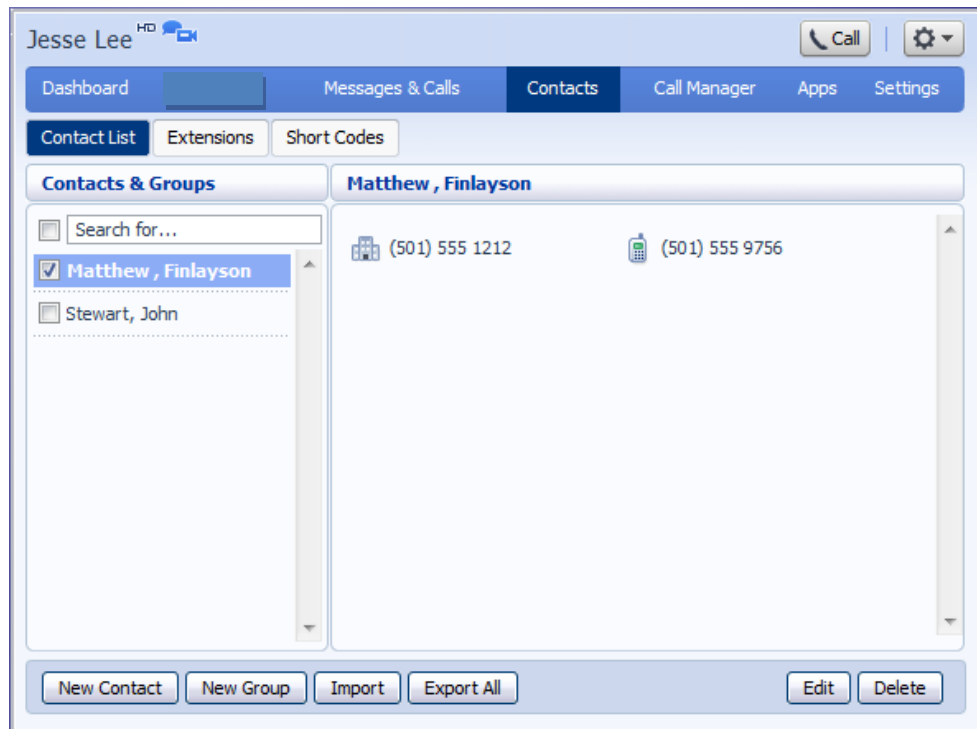 Jesse Lee HD Call
Dashboard Messages & Calls Contacts Call Manager Apps Settings
Contact List Extensions Short Codes
Contacts & Groups Matthew , Finlayson
Search for...
(501) 555 1212 (501) 555 9756
Matthew , Finlayson
Stewart, John
New Contact New Group Import Export All Edit Delete